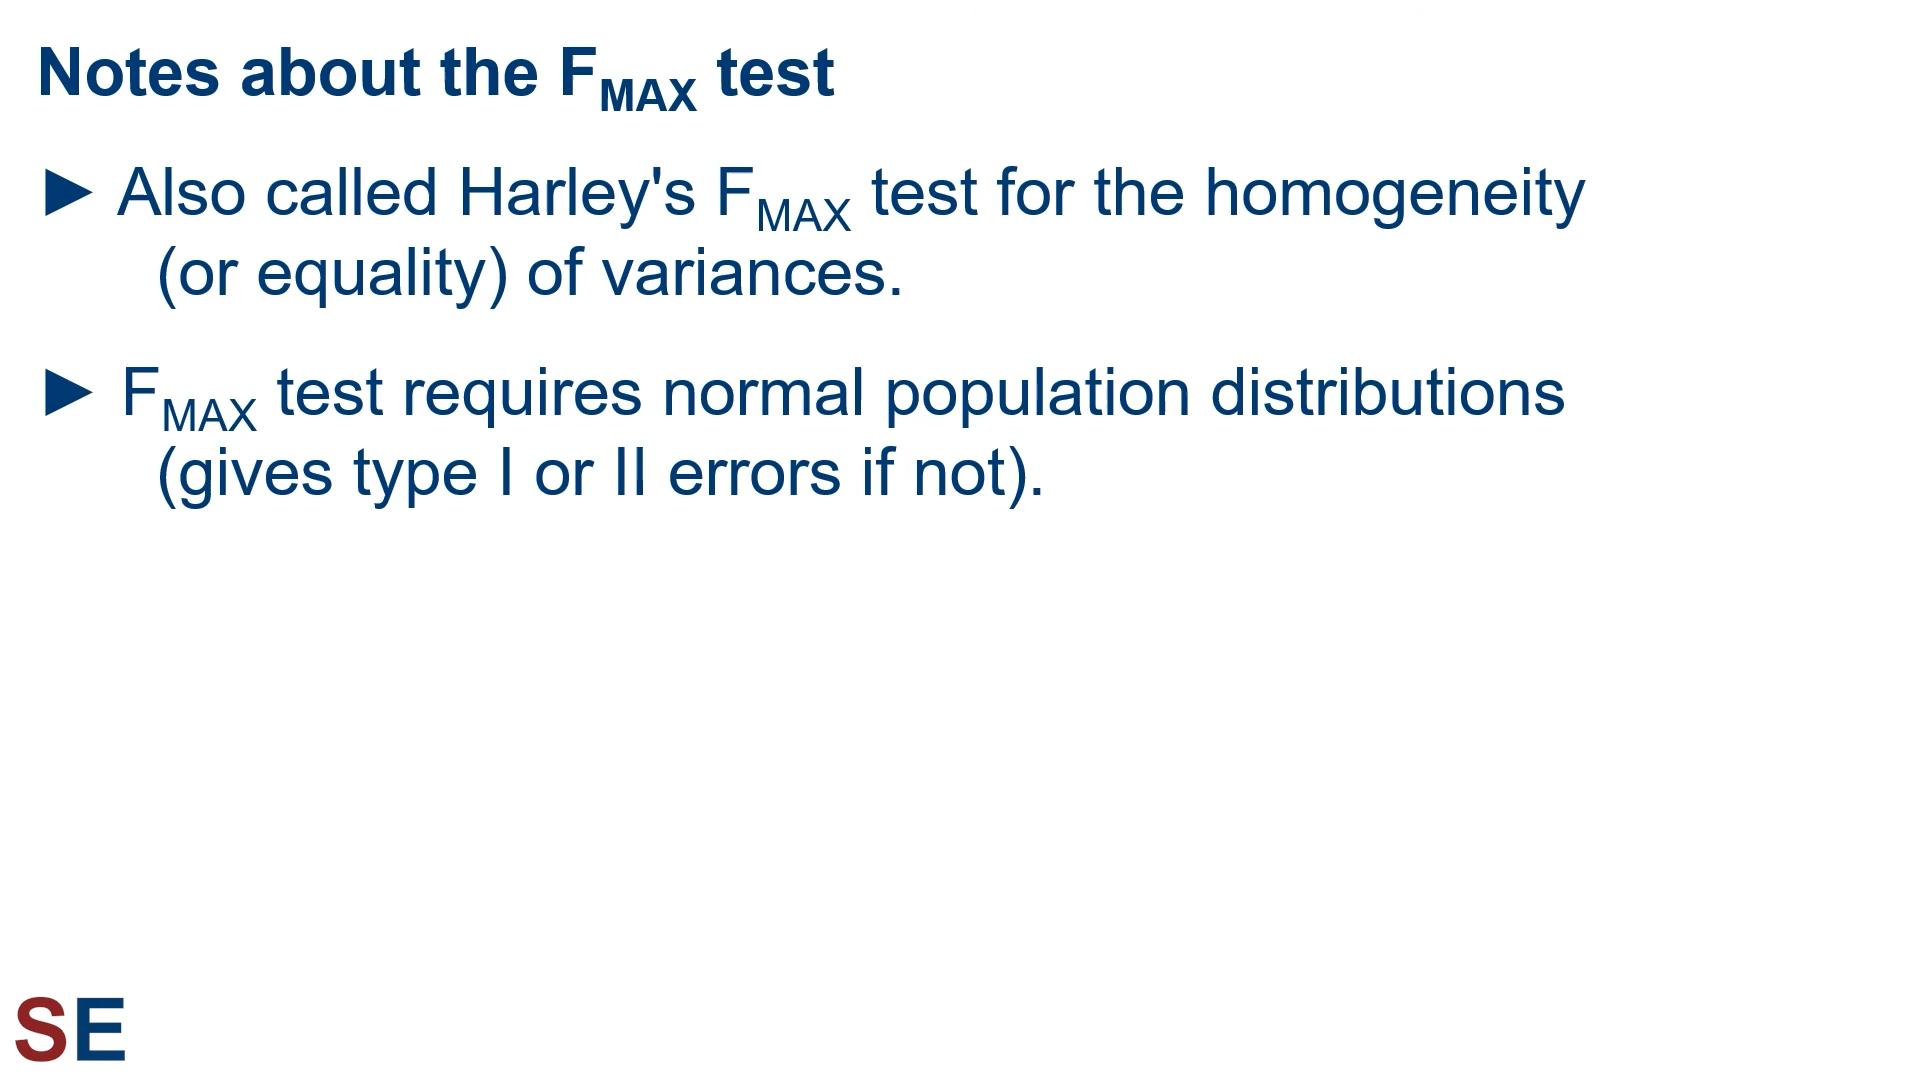 Notes about the FMAX test
► Also called Harley's FMAX test for the homogeneity
(or equality) of variances.
► FMAX test requires normal population distributions
(gives type I or II errors if not).
SE